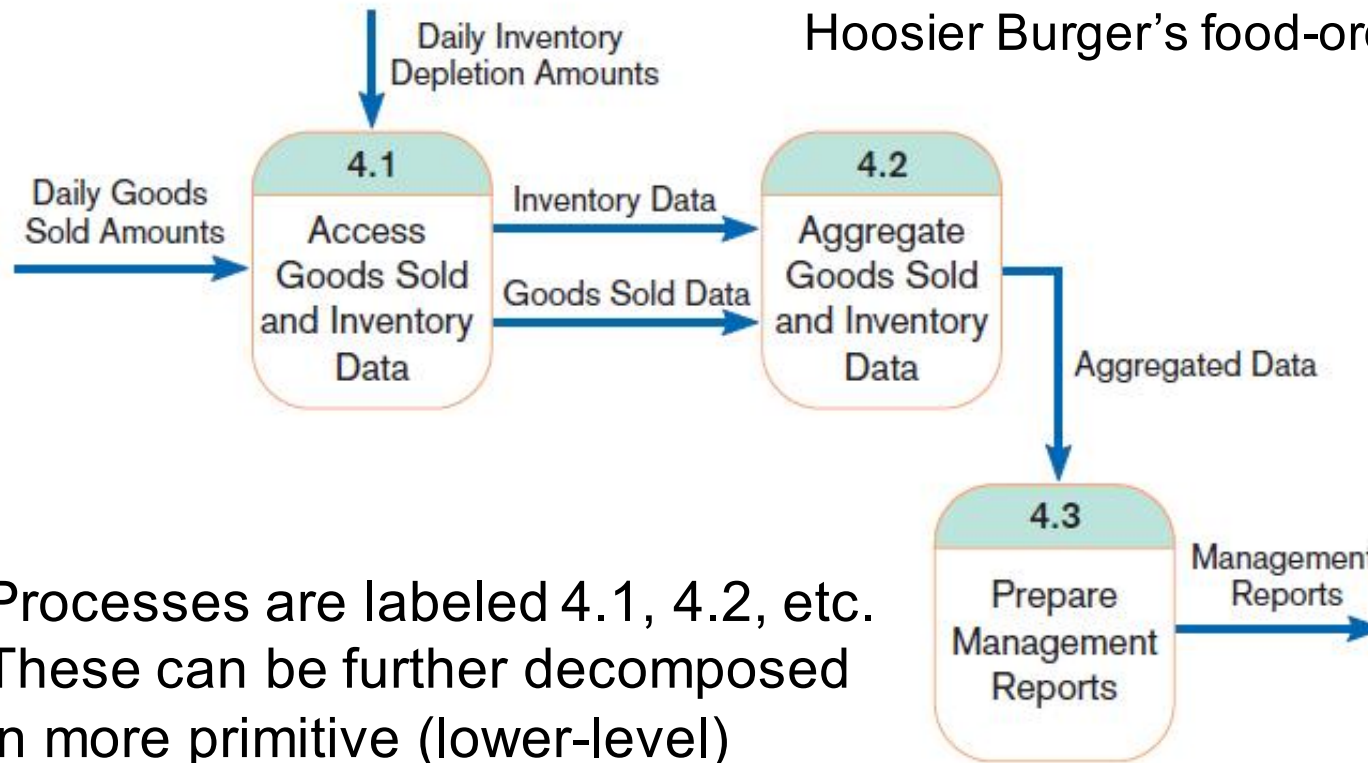 Hoosier Burger’s food-or
Daily Inventory
Depletion Amounts
Daily Goods
Sold Amounts
4.1
Access
Goods Sold
and Inventory
Data
Inventory Data
Goods Sold Data
4.2
Aggregate
Goods Sold
and Inventory
Data
Aggregated Data
4.3
Prepare
Management
Reports
Management
Reports
Processes are labeled 4.1, 4.2, etc.
These can be further decomposed
in more primitive (lower-level)